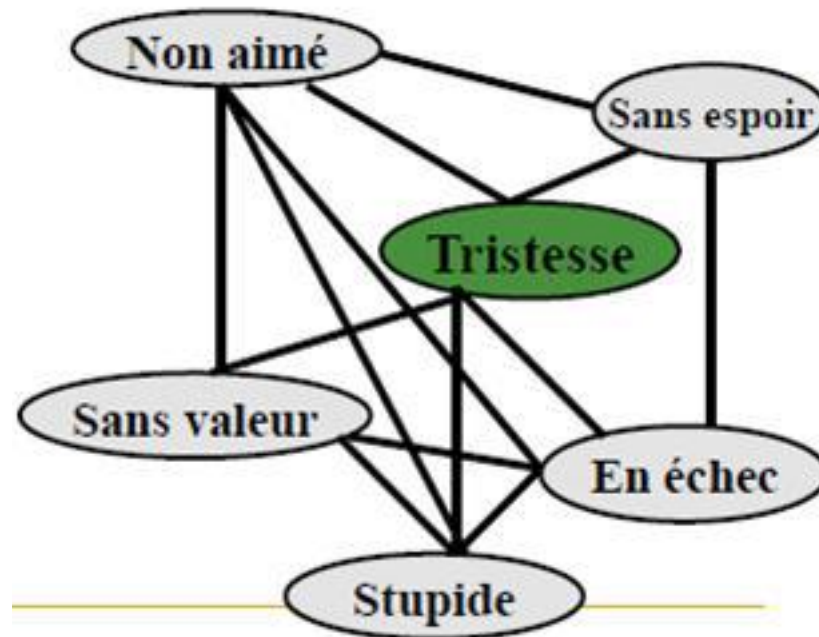 Non aimé
Sans espoir
Tristesse
Sans valeur
En échec
Stupide